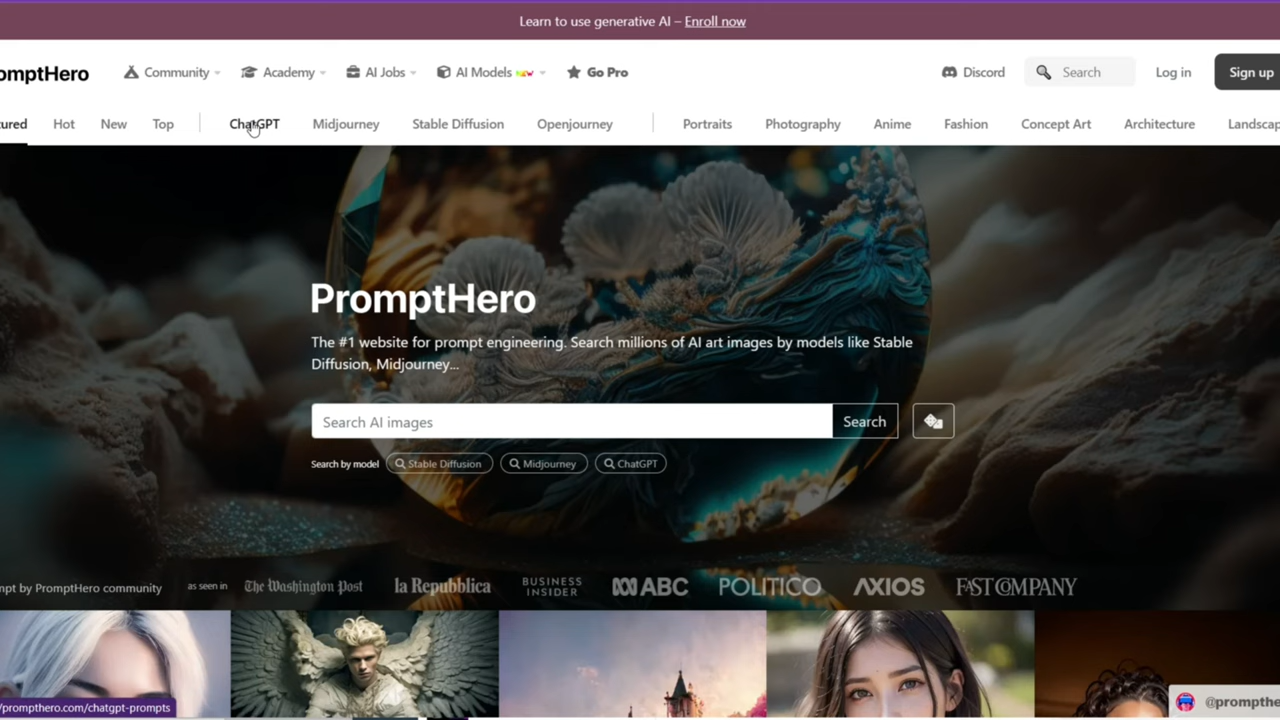 Learn to use generative AI – Enroll now
omptHero Community Academy AI Jobs AI Models NEW Go Pro Discord Search Log in Sign up
ured Hot New Top ChatGPT Midjourney Stable Diffusion Openjourney Portraits Photography Anime Fashion Concept Art Architecture Landscap
PromptHero
The #1 website for prompt engineering. Search millions of AI art images by models like Stable
Diffusion, Midjourney...
Search AI images Search
Search by model Stable Diffusion Midjourney ChatGPT
mpt by PromptHero community as seen in The Washington Post la Repubblica BUSINESS INSIDER abc POLITICO AXIOS FAST COMPANY
/prompthero.com/chatgpt-prompts
@prompthe